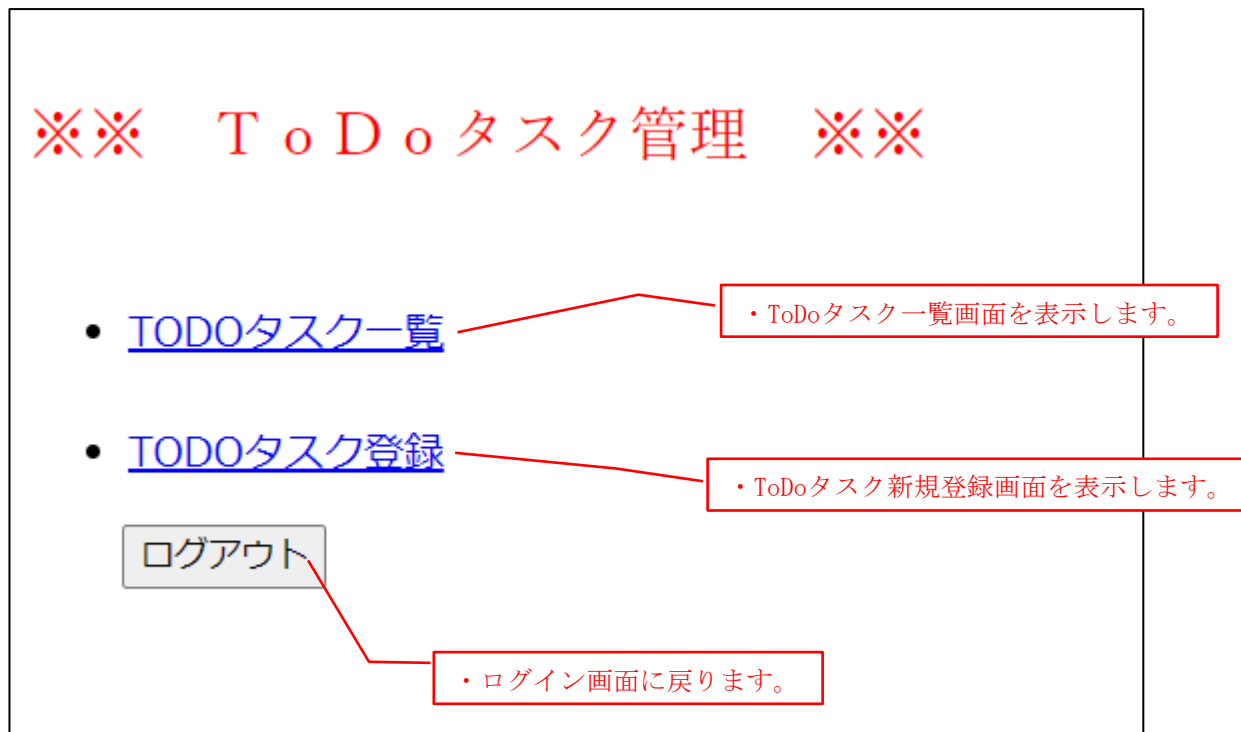 ※※　ＴｏＤｏタスク管理　※※
・ToDoタスク一覧画面を表示します。
• TODOタスク一覧
• TODOタスク登録
・ToDoタスク新規登録画面を表示します。
ログアウト
・ログイン画面に戻ります。